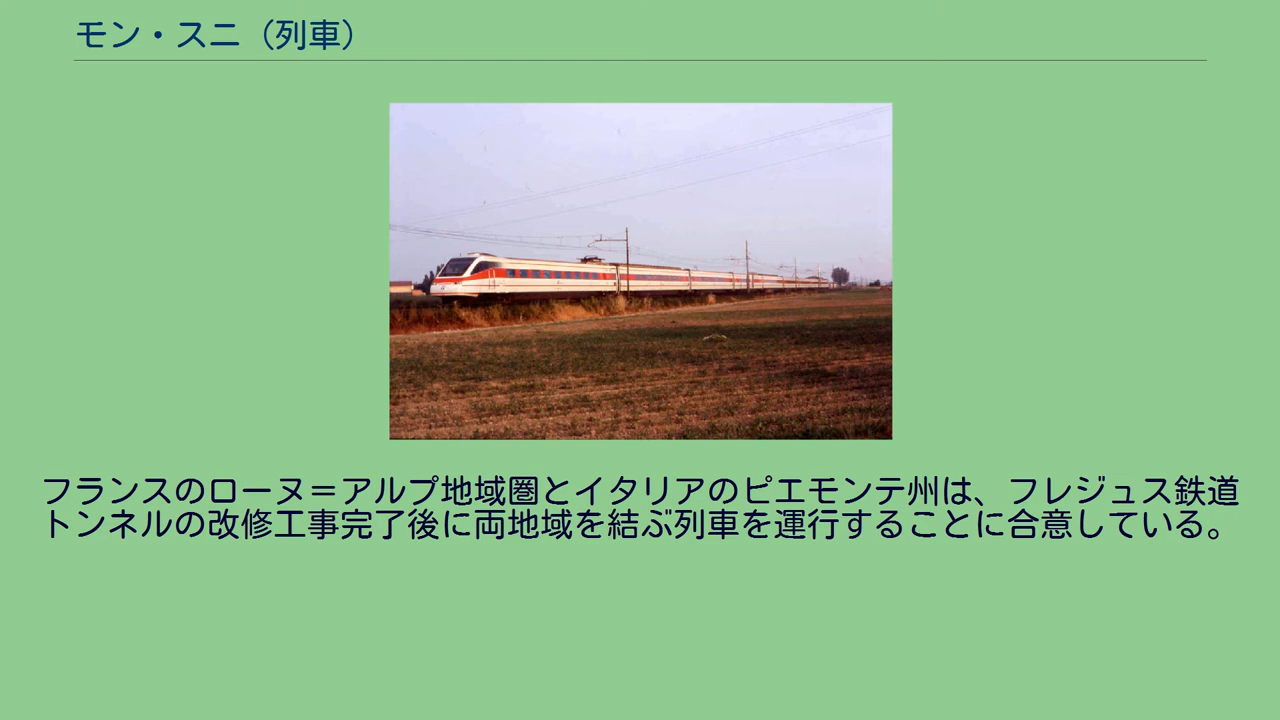 モン・スニ（列車）
フランスのローヌ＝アルプ地域圏とイタリアのピエモンテ州は、フレジュス鉄道
トンネルの改修工事完了後に両地域を結ぶ列車を運行することに合意している。